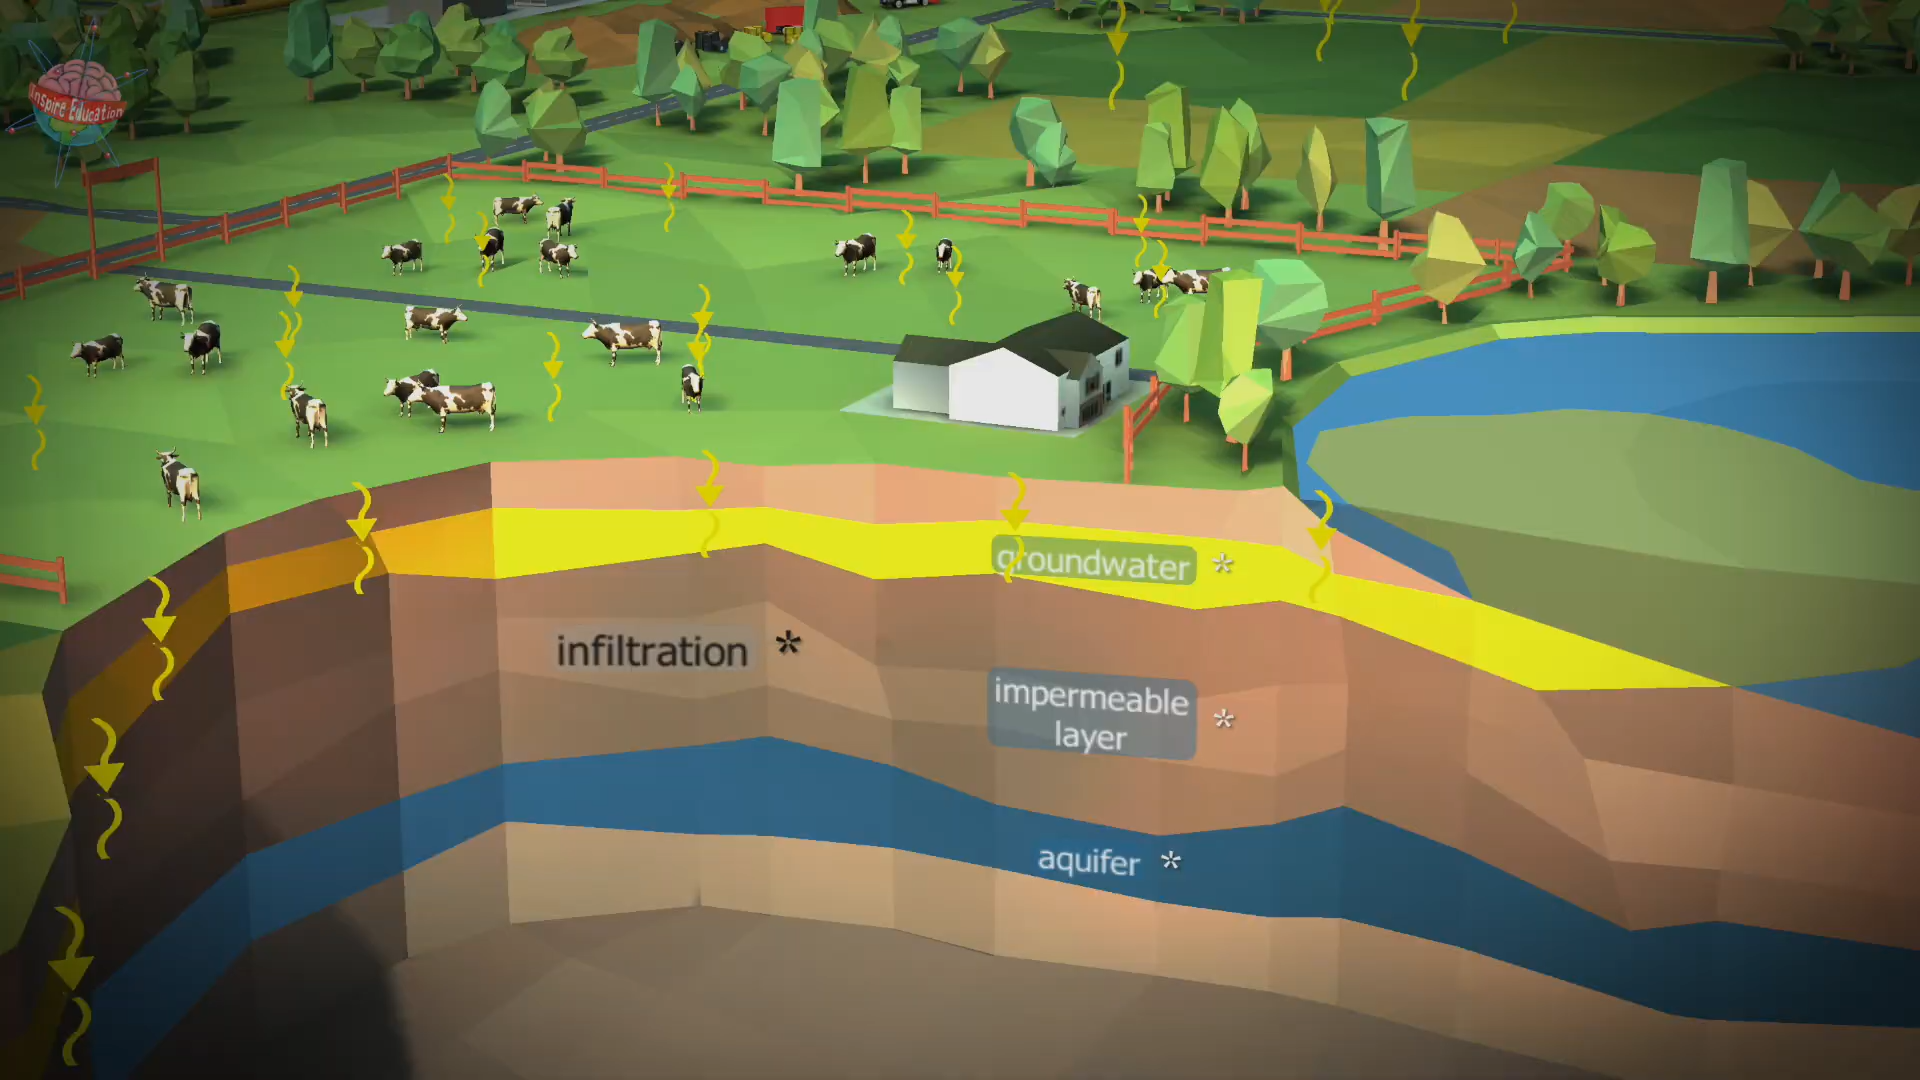 Inspire Education
groundwater *
infiltration *
impermeable
layer *
aquifer *